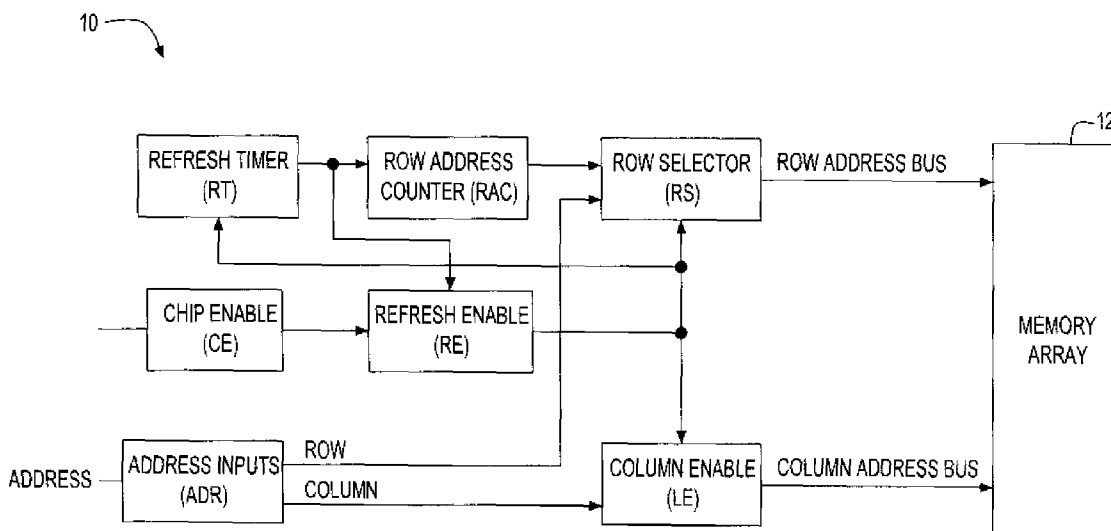 10
12
REFRESH TIMER
(RT)
ROW ADDRESS
COUNTER (RAC)
ROW SELECTOR
(RS)
ROW ADDRESS BUS
CHIP ENABLE
(CE)
REFRESH ENABLE
(RE)
MEMORY
ARRAY
ADDRESS
ADDRESS INPUTS
(ADR)
ROW
COLUMN
COLUMN ENABLE
(LE)
COLUMN ADDRESS BUS